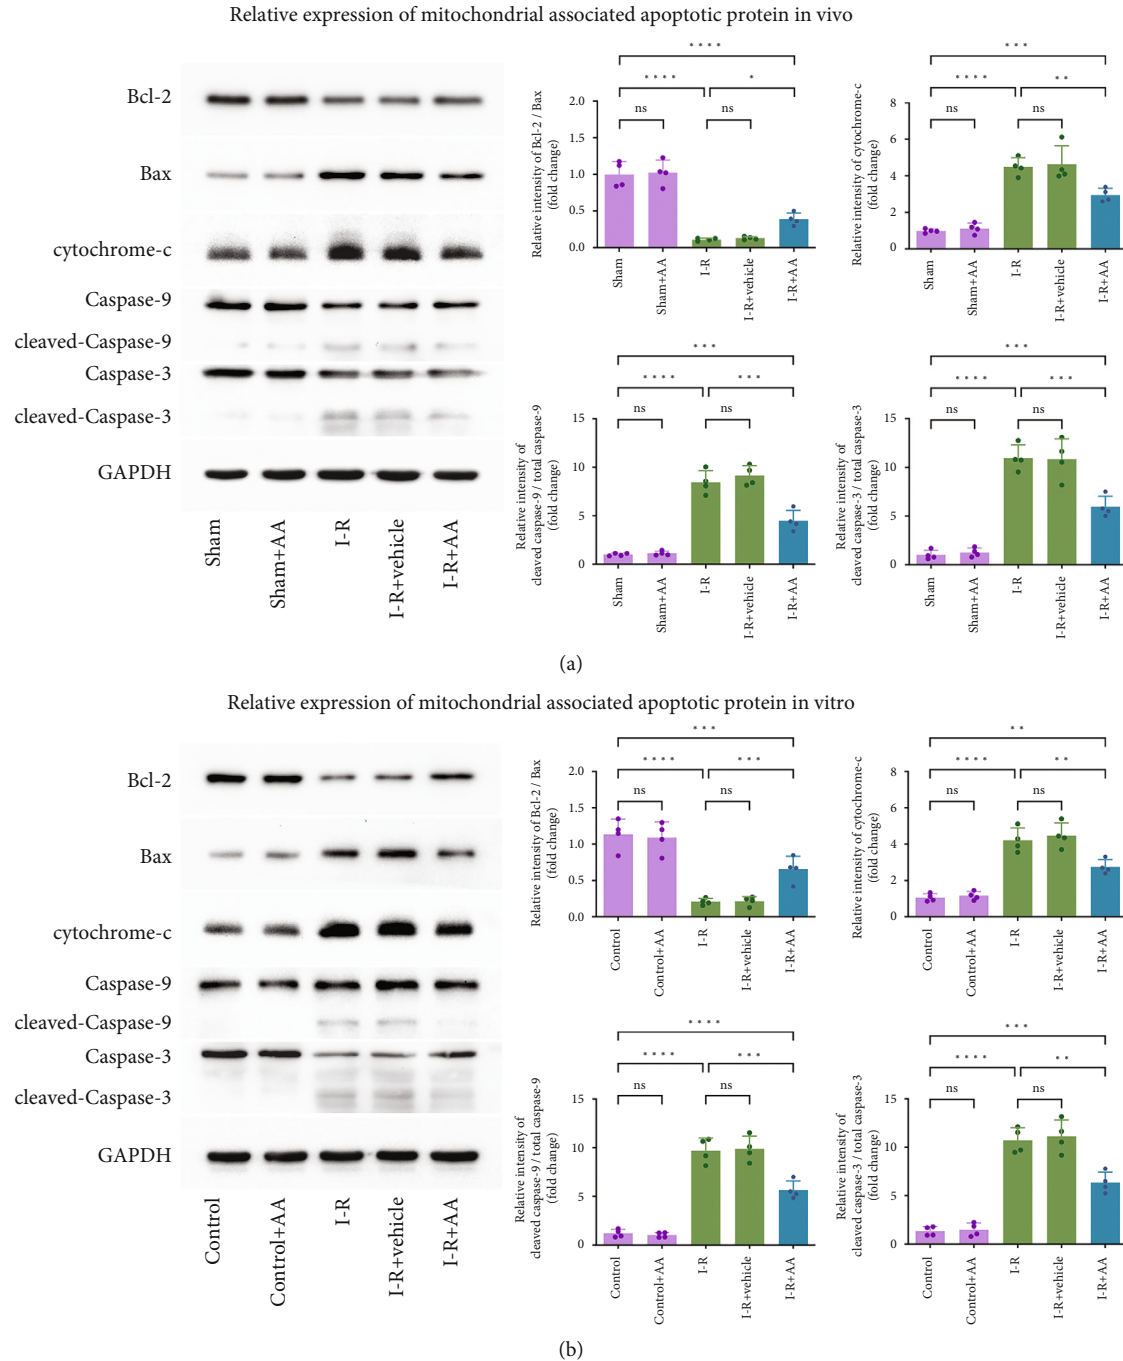 Relative expression of mitochondrial associated apoptotic protein in vivo
Bcl-2
Bax
cytochrome-c
Caspase-9
cleaved-Caspase-9
Caspase-3
cleaved-Caspase-3
GAPDH
Sham
Sham+AA
I-R
I-R+vehicle
I-R+AA
Relative intensity of Bcl-2 / Bax
(fold change)
2.0
1.5
1.0
0.5
0.0
* * * *
* * * *
*
ns
ns
Sham
Sham+AA
I-R
I-R+vehicle
I-R+AA
Relative intensity of cytochrome-c
(fold change)
8
6
4
2
0
* * *
* * * *
* *
ns
ns
Sham
Sham+AA
I-R
I-R+vehicle
I-R+AA
Relative intensity of
cleaved caspase-9 / total caspase-9
(fold change)
15
10
5
0
* * *
* * * *
* * *
ns
ns
Sham
Sham+AA
I-R
I-R+vehicle
I-R+AA
Relative intensity of
cleaved caspase-3 / total caspase-3
(fold change)
15
10
5
0
* * *
* * * *
* * *
ns
ns
Sham
Sham+AA
I-R
I-R+vehicle
I-R+AA
(a)
Relative expression of mitochondrial associated apoptotic protein in vitro
Bcl-2
Bax
cytochrome-c
Caspase-9
cleaved-Caspase-9
Caspase-3
cleaved-Caspase-3
GAPDH
Control
Control+AA
I-R
I-R+vehicle
I-R+AA
Relative intensity of Bcl-2 / Bax
(fold change)
2.0
1.5
1.0
0.5
0.0
* * *
* * * *
* * *
ns
ns
Control
Control+AA
I-R
I-R+vehicle
I-R+AA
Relative intensity of cytochrome-c
(fold change)
8
6
4
2
0
* *
* * * *
* *
ns
ns
Control
Control+AA
I-R
I-R+vehicle
I-R+AA
Relative intensity of
cleaved caspase-9 / total caspase-9
(fold change)
15
10
5
0
* * * *
* * * *
* * *
ns
ns
Control
Control+AA
I-R
I-R+vehicle
I-R+AA
Relative intensity of
cleaved caspase-3 / total caspase-3
(fold change)
15
10
5
0
* * *
* * * *
* *
ns
ns
Control
Control+AA
I-R
I-R+vehicle
I-R+AA
(b)